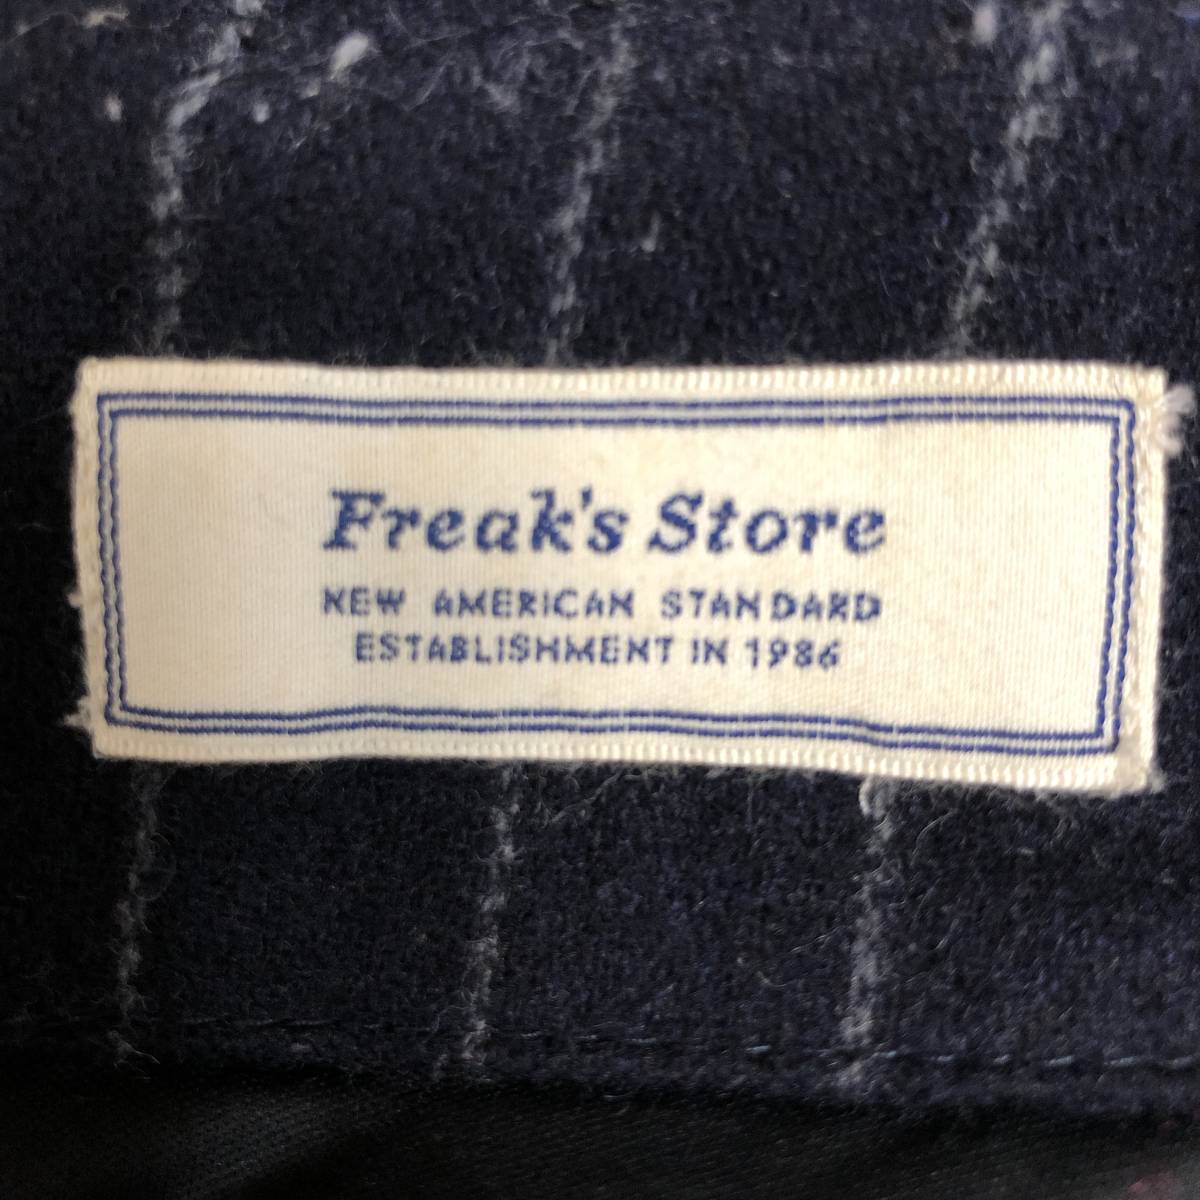 Freak's Store
NEW AMERICAN STANDARD
ESTABLISHMENT IN 1986